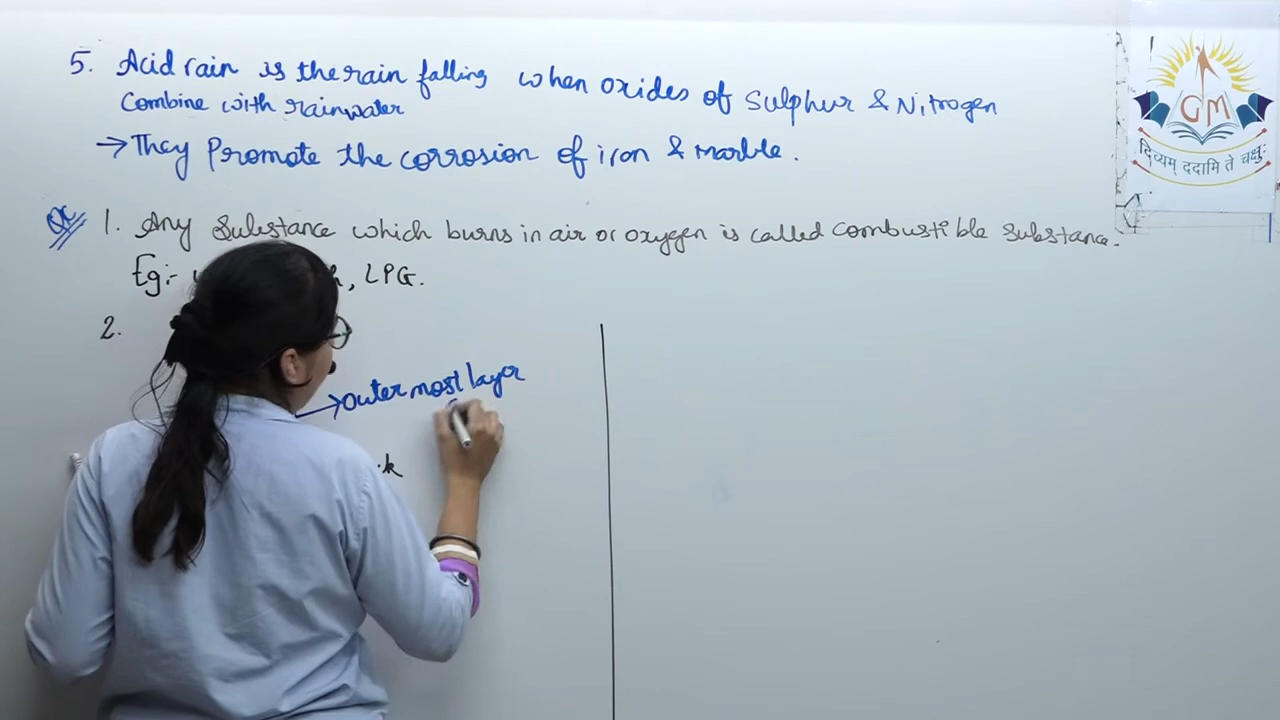 5. Acid rain is the rain falling when oxides of Sulphur & Nitrogen
Combine with rainwater
→ They Promote the corrosion of iron & Marble.
Qc 1. Any Substance which burns in air or oxygen is called combustible substance.
Eg:- , LPG.
2.
→ outer most layer
GM
दिव्यम् ददामि ते चक्षुः